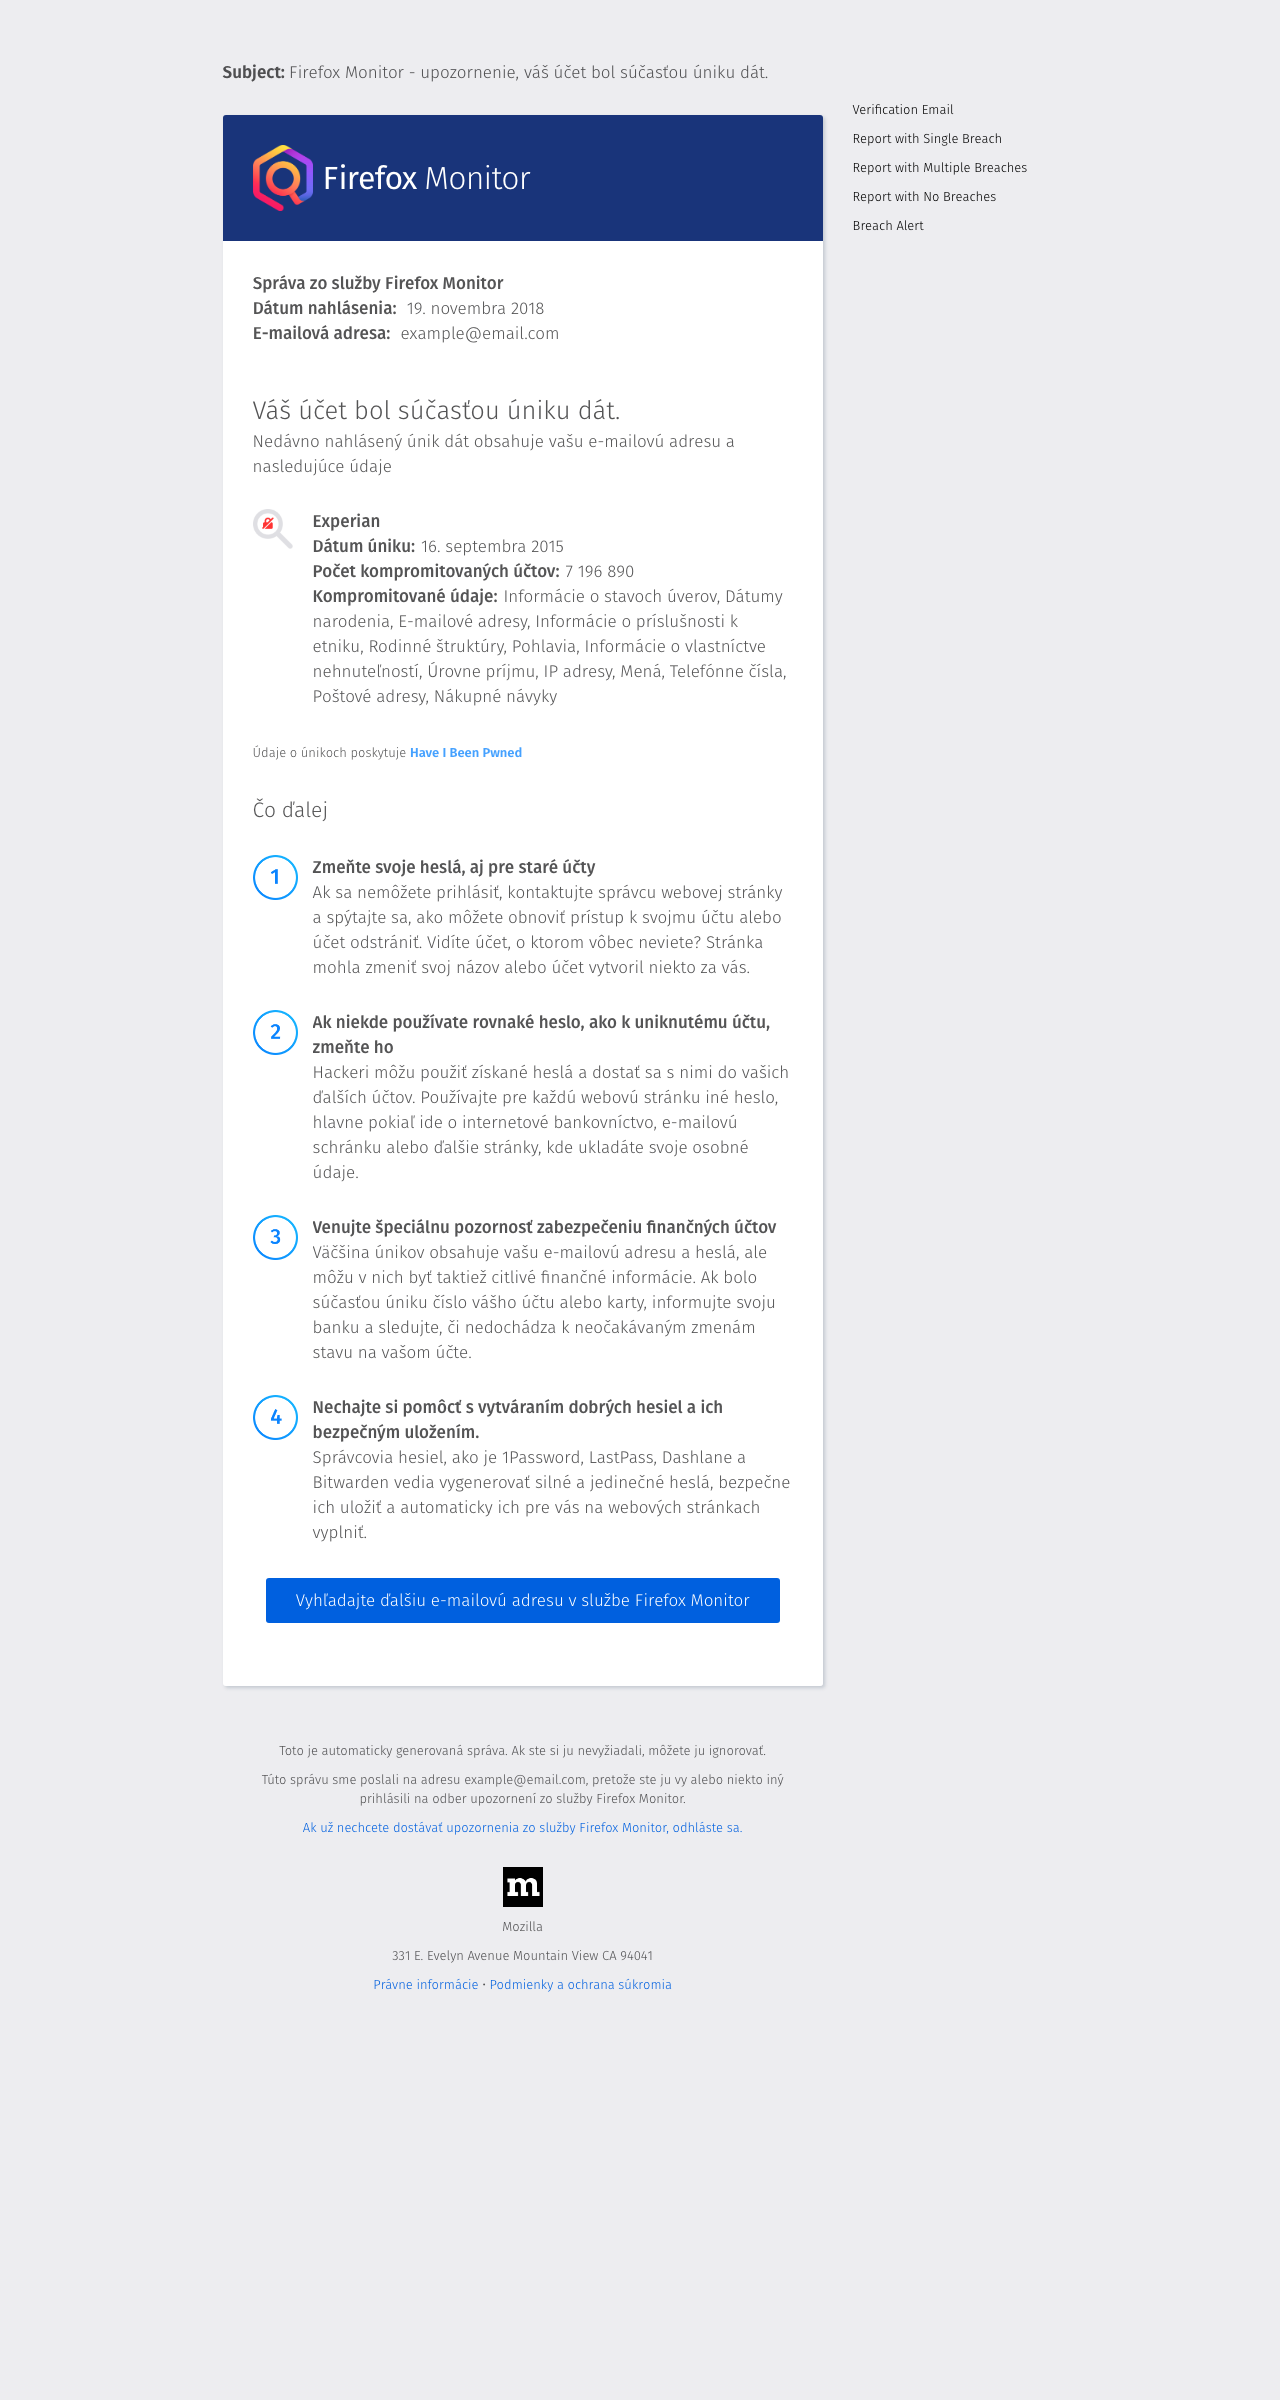 Subject: Firefox Monitor - upozornenie, váš účet bol súčasťou úniku dát.
Verification Email
Report with Single Breach
Report with Multiple Breaches
Report with No Breaches
Breach Alert
Firefox Monitor
Správa zo služby Firefox Monitor
Dátum nahlásenia: 19. novembra 2018
E-mailová adresa: example@email.com
Váš účet bol súčasťou úniku dát.
Nedávno nahlásený únik dát obsahuje vašu e-mailovú adresu a
nasledujúce údaje
Experian
Dátum úniku: 16. septembra 2015
Počet kompromitovaných účtov: 7 196 890
Kompromitované údaje: Informácie o stavoch úverov, Dátumy
narodenia, E-mailové adresy, Informácie o príslušnosti k
etniku, Rodinné štruktúry, Pohlavia, Informácie o vlastníctve
nehnuteľností, Úrovne príjmu, IP adresy, Mená, Telefónne čísla,
Poštové adresy, Nákupné návyky
Údaje o únikoch poskytuje Have I Been Pwned
Čo ďalej
1
Zmeňte svoje heslá, aj pre staré účty
Ak sa nemôžete prihlásiť, kontaktujte správcu webovej stránky
a spýtajte sa, ako môžete obnoviť prístup k svojmu účtu alebo
účet odstrániť. Vidíte účet, o ktorom vôbec neviete? Stránka
mohla zmeniť svoj názov alebo účet vytvoril niekto za vás.
2
Ak niekde používate rovnaké heslo, ako k uniknutému účtu,
zmeňte ho
Hackeri môžu použiť získané heslá a dostať sa s nimi do vašich
ďalších účtov. Používajte pre každú webovú stránku iné heslo,
hlavne pokiaľ ide o internetové bankovníctvo, e-mailovú
schránku alebo ďalšie stránky, kde ukladáte svoje osobné
údaje.
3
Venujte špeciálnu pozornosť zabezpečeniu finančných účtov
Väčšina únikov obsahuje vašu e-mailovú adresu a heslá, ale
môžu v nich byť taktiež citlivé finančné informácie. Ak bolo
súčasťou úniku číslo vášho účtu alebo karty, informujte svoju
banku a sledujte, či nedochádza k neočakávaným zmenám
stavu na vašom účte.
4
Nechajte si pomôcť s vytváraním dobrých hesiel a ich
bezpečným uložením.
Správcovia hesiel, ako je 1Password, LastPass, Dashlane a
Bitwarden vedia vygenerovať silné a jedinečné heslá, bezpečne
ich uložiť a automaticky ich pre vás na webových stránkach
vyplniť.
Vyhľadajte ďalšiu e-mailovú adresu v službe Firefox Monitor
Toto je automaticky generovaná správa. Ak ste si ju nevyžiadali, môžete ju ignorovať.
Túto správu sme poslali na adresu example@email.com, pretože ste ju vy alebo niekto iný
prihlásili na odber upozornení zo služby Firefox Monitor.
Ak už nechcete dostávať upozornenia zo služby Firefox Monitor, odhláste sa.
m
Mozilla
331 E. Evelyn Avenue Mountain View CA 94041
Právne informácie • Podmienky a ochrana súkromia